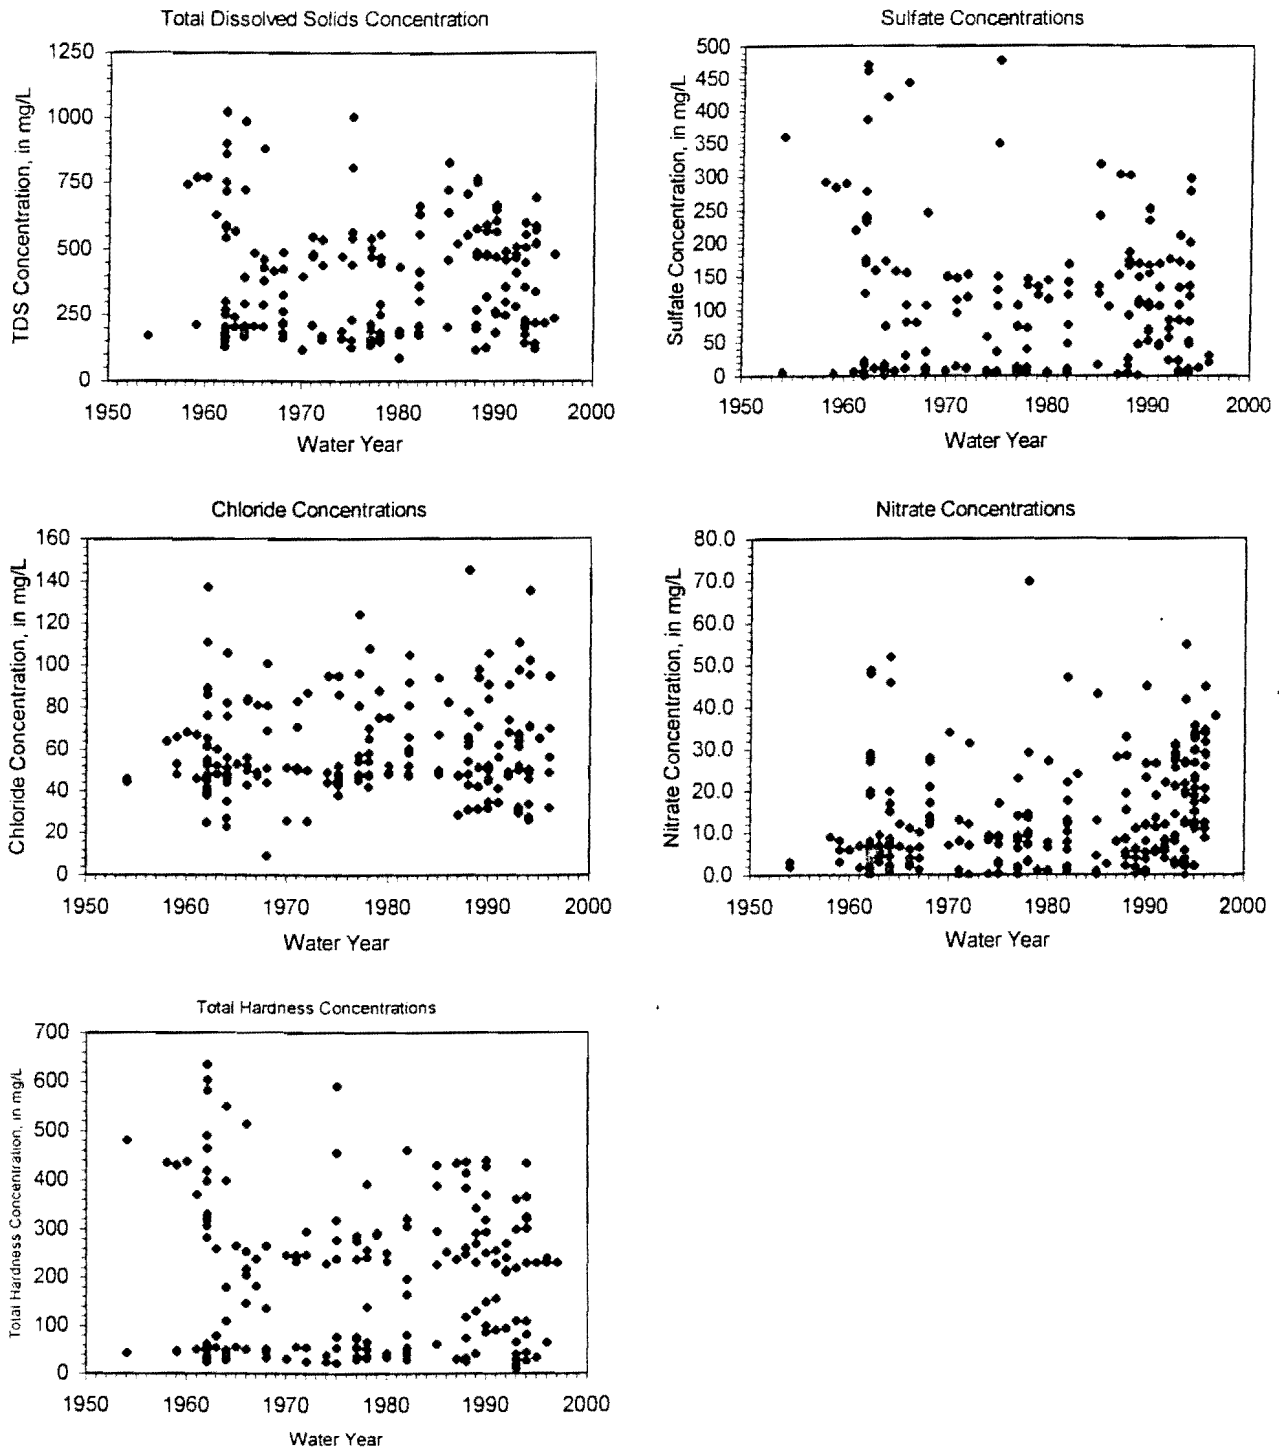 Total Dissolved Solids Concentration
TDS Concentration, in mg/L
1250
1000
750
500
250
0
1950 1960 1970 1980 1990 2000
Water Year
Sulfate Concentrations
Sulfate Concentration, in mg/L
500
450
400
350
300
250
200
150
100
50
0
1950 1960 1970 1980 1990 2000
Water Year
Chloride Concentrations
Chloride Concentration, in mg/L
160
140
120
100
80
60
40
20
0
1950 1960 1970 1980 1990 2000
Water Year
Nitrate Concentrations
Nitrate Concentration, in mg/L
80.0
70.0
60.0
50.0
40.0
30.0
20.0
10.0
0.0
1950 1960 1970 1980 1990 2000
Water Year
Total Hardness Concentrations
Total Hardness Concentration, in mg/L
700
600
500
400
300
200
100
0
1950 1960 1970 1980 1990 2000
Water Year